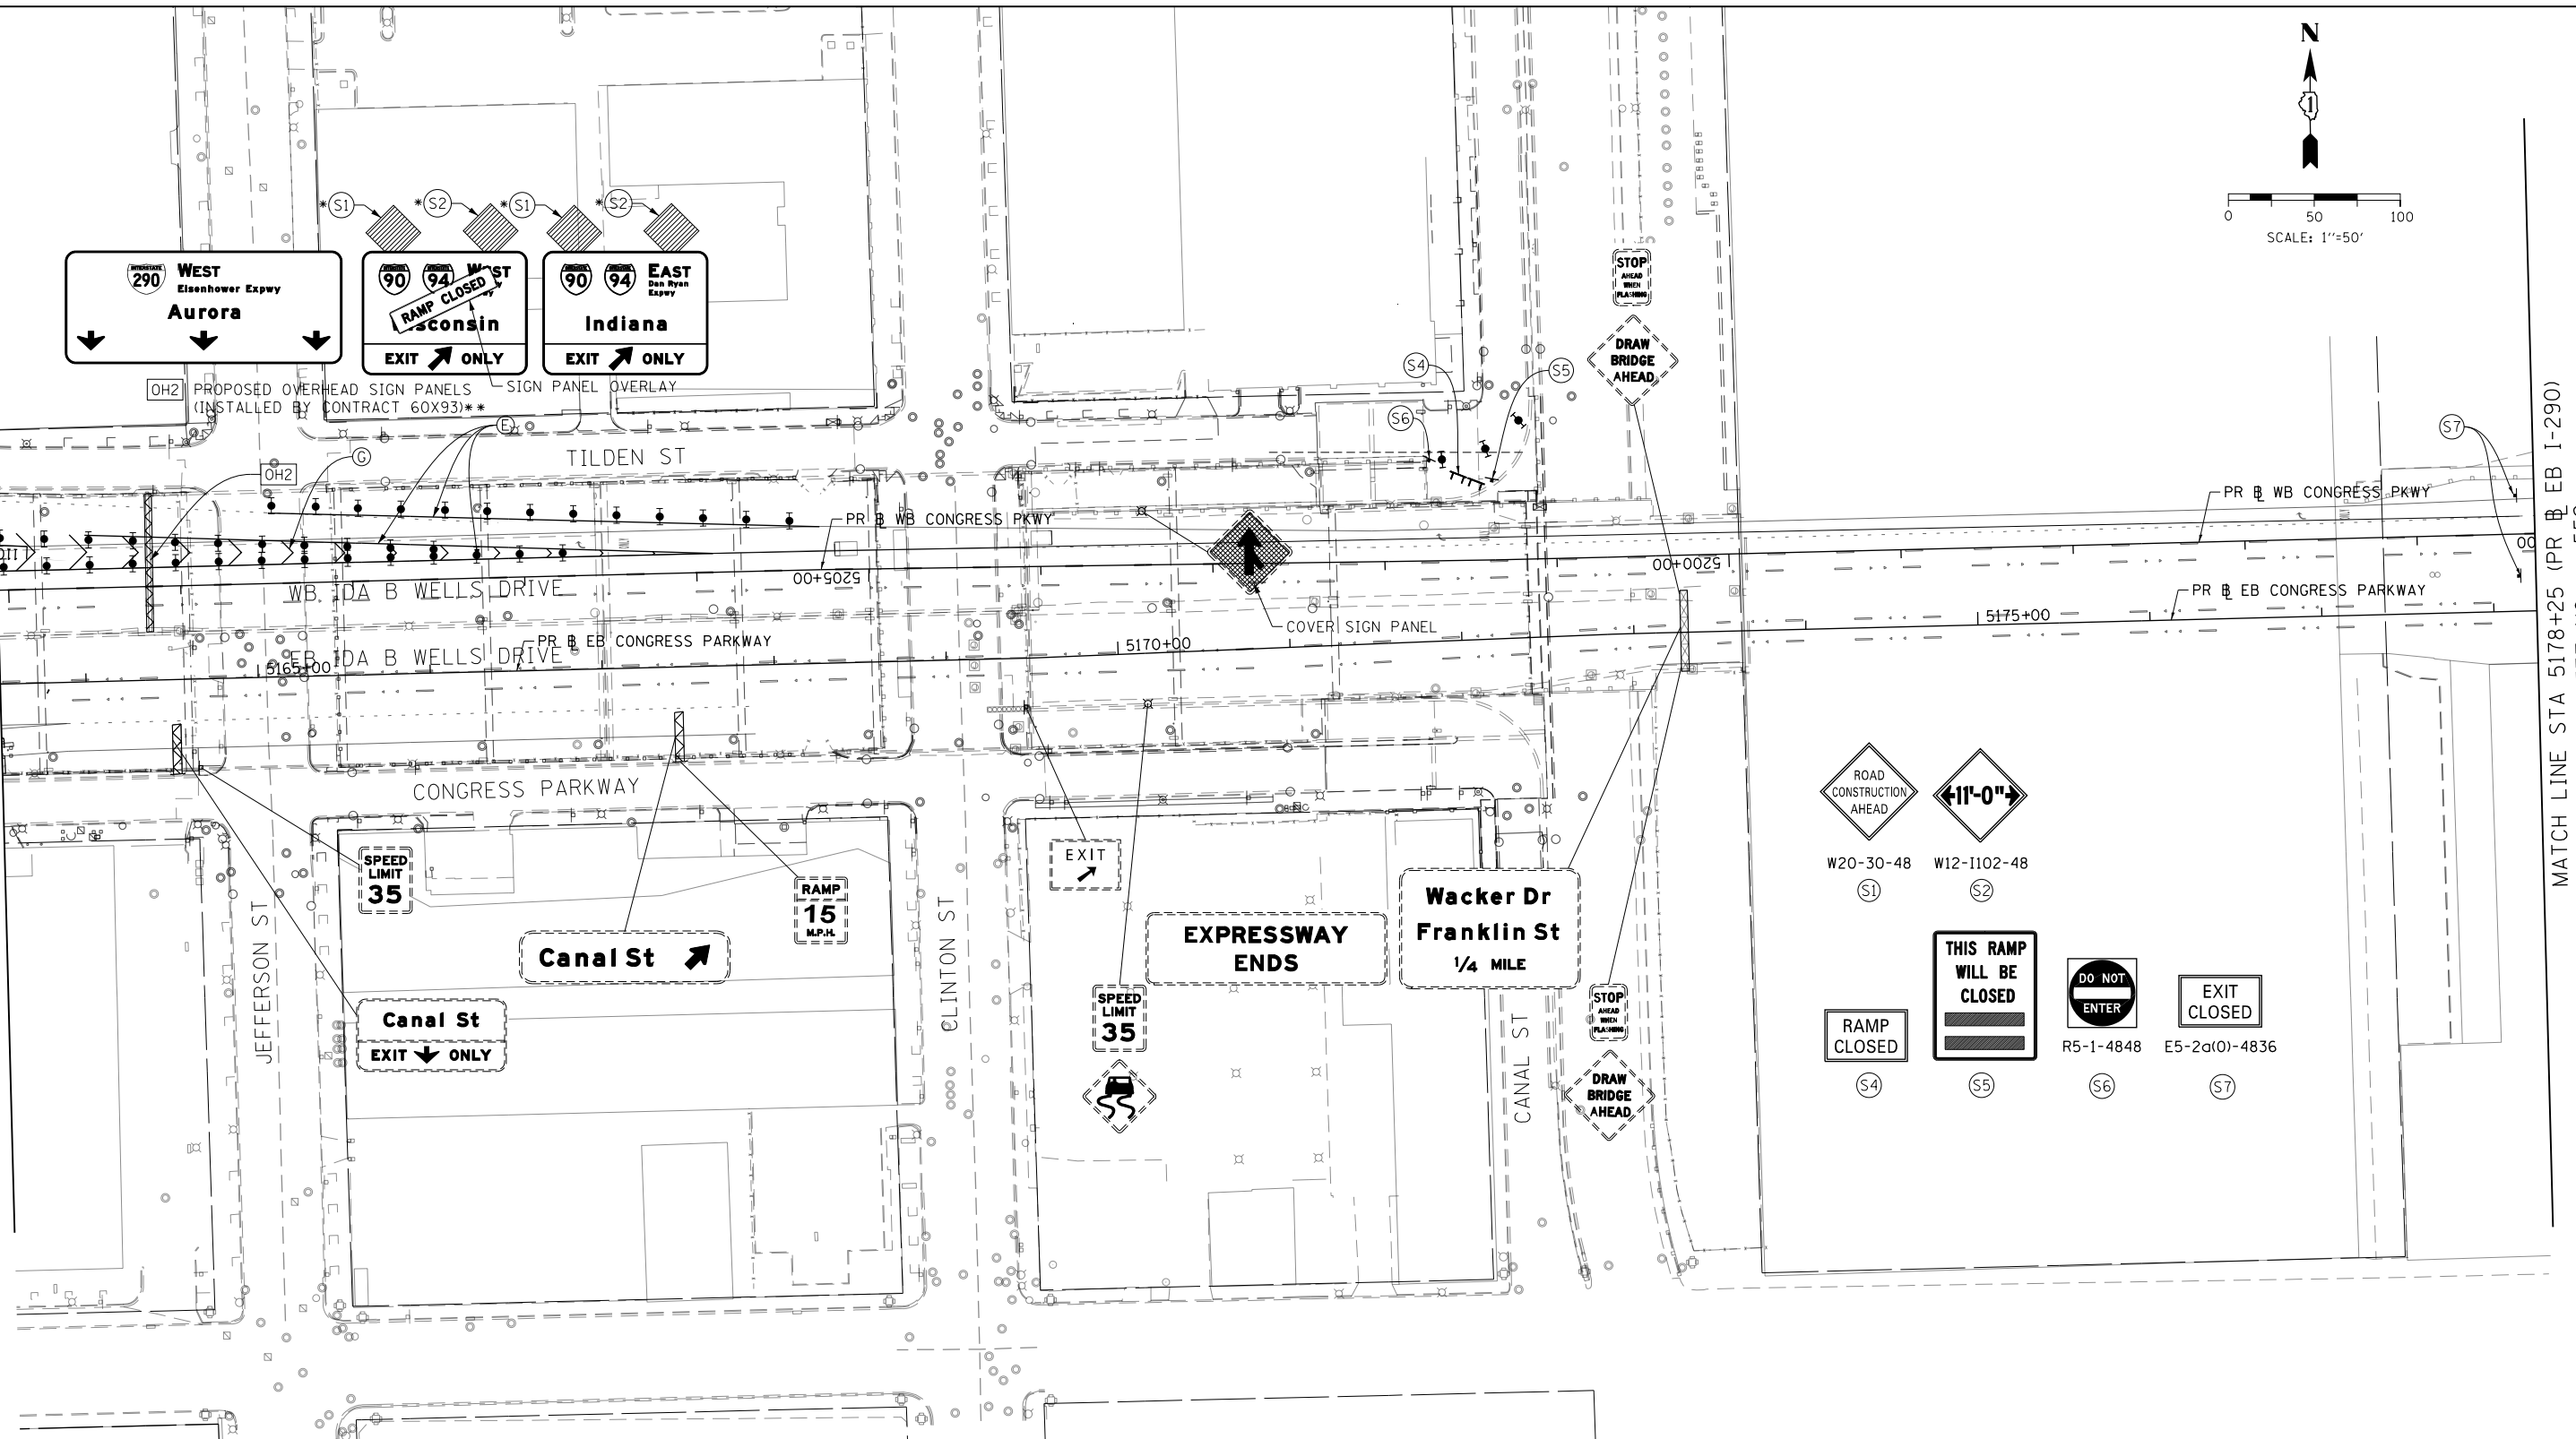 N
1
0 50 100
SCALE: 1''=50'
*S1 *S2 *S1 *S2
INTERSTATE 290 WEST
Eisenhower Expwy
Aurora
90 94
RAMP CLOSED
EXIT ONLY
90 94 EAST
Dan Ryan
Expwy
Indiana
EXIT ONLY
OH2 PROPOSED OVERHEAD SIGN PANELS
(INSTALLED BY CONTRACT 60X93)**
SIGN PANEL OVERLAY
STOP
AHEAD
WHEN
FLASHING
DRAW
BRIDGE
AHEAD
S4
S5
S6
S7
E
G
OH2
TILDEN ST
PR BL WB CONGRESS PKWY
PR BL WB CONGRESS PKWY
5205+00
5200+00
00
WB IDA B WELLS DRIVE
PR BL EB CONGRESS PARKWAY
COVER SIGN PANEL
PR BL EB CONGRESS PARKWAY
EB IDA B WELLS DRIVE
5165+00
5170+00
5175+00
MATCH LINE STA 5178+25 (PR BL EB I-290)
CONGRESS PARKWAY
JEFFERSON ST
CLINTON ST
CANAL ST
SPEED
LIMIT
35
RAMP
15
M.P.H.
Canal St
Canal St
EXIT ONLY
EXIT
EXPRESSWAY
ENDS
Wacker Dr
Franklin St
1/4 MILE
SPEED
LIMIT
35
STOP
AHEAD
WHEN
FLASHING
DRAW
BRIDGE
AHEAD
ROAD
CONSTRUCTION
AHEAD
W20-30-48
S1
11'-0"
W12-I102-48
S2
RAMP
CLOSED
S4
THIS RAMP
WILL BE
CLOSED
S5
DO NOT
ENTER
R5-1-4848
S6
EXIT
CLOSED
E5-2a(O)-4836
S7